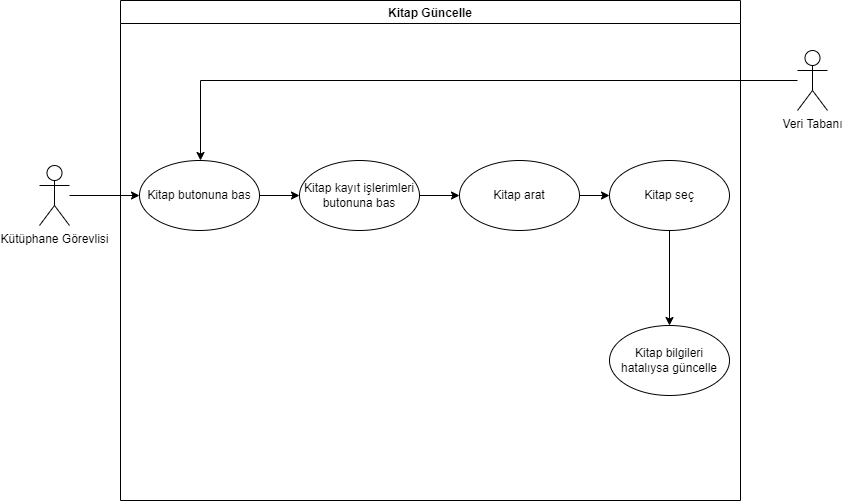 Kitap Güncelle
Veri Tabanı
Kütüphane Görevlisi
Kitap butonuna bas
Kitap kayıt işlerimleri
butonuna bas
Kitap arat
Kitap seç
Kitap bilgileri
hatalıysa güncelle